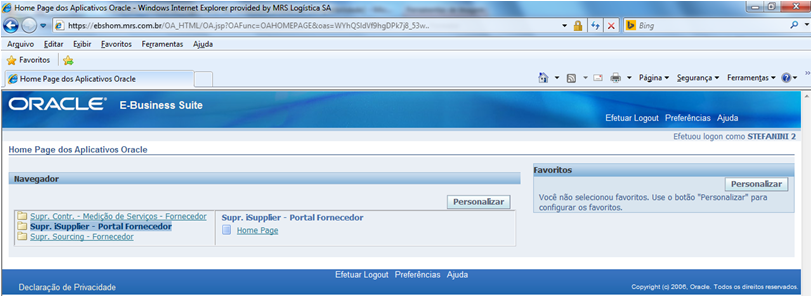 Home Page dos Aplicativos Oracle - Windows Internet Explorer provided by MRS Logística SA
https://ebshom.mrs.com.br/OA_HTML/OA.jsp?OAFunc=OAHOMEPAGE&oas=WYhQSIdVf9hgDPk7j8_53w..
Bing
Arquivo Editar Exibir Favoritos Ferramentas Ajuda
Favoritos
Home Page dos Aplicativos Oracle
Página Segurança Ferramentas
ORACLE E-Business Suite
Efetuar Logout Preferências Ajuda
Efetuou logon como STEFANINI 2
Home Page dos Aplicativos Oracle
Navegador
Personalizar
Supr. Contr. - Medição de Serviços - Fornecedor
Supr. iSupplier - Portal Fornecedor
Supr. Sourcing - Fornecedor
Supr. iSupplier - Portal Fornecedor
Home Page
Favoritos
Personalizar
Você não selecionou favoritos. Use o botão "Personalizar" para
configurar os favoritos.
Efetuar Logout Preferências Ajuda
Declaração de Privacidade
Copyright (c) 2006, Oracle. Todos os direitos reservados.